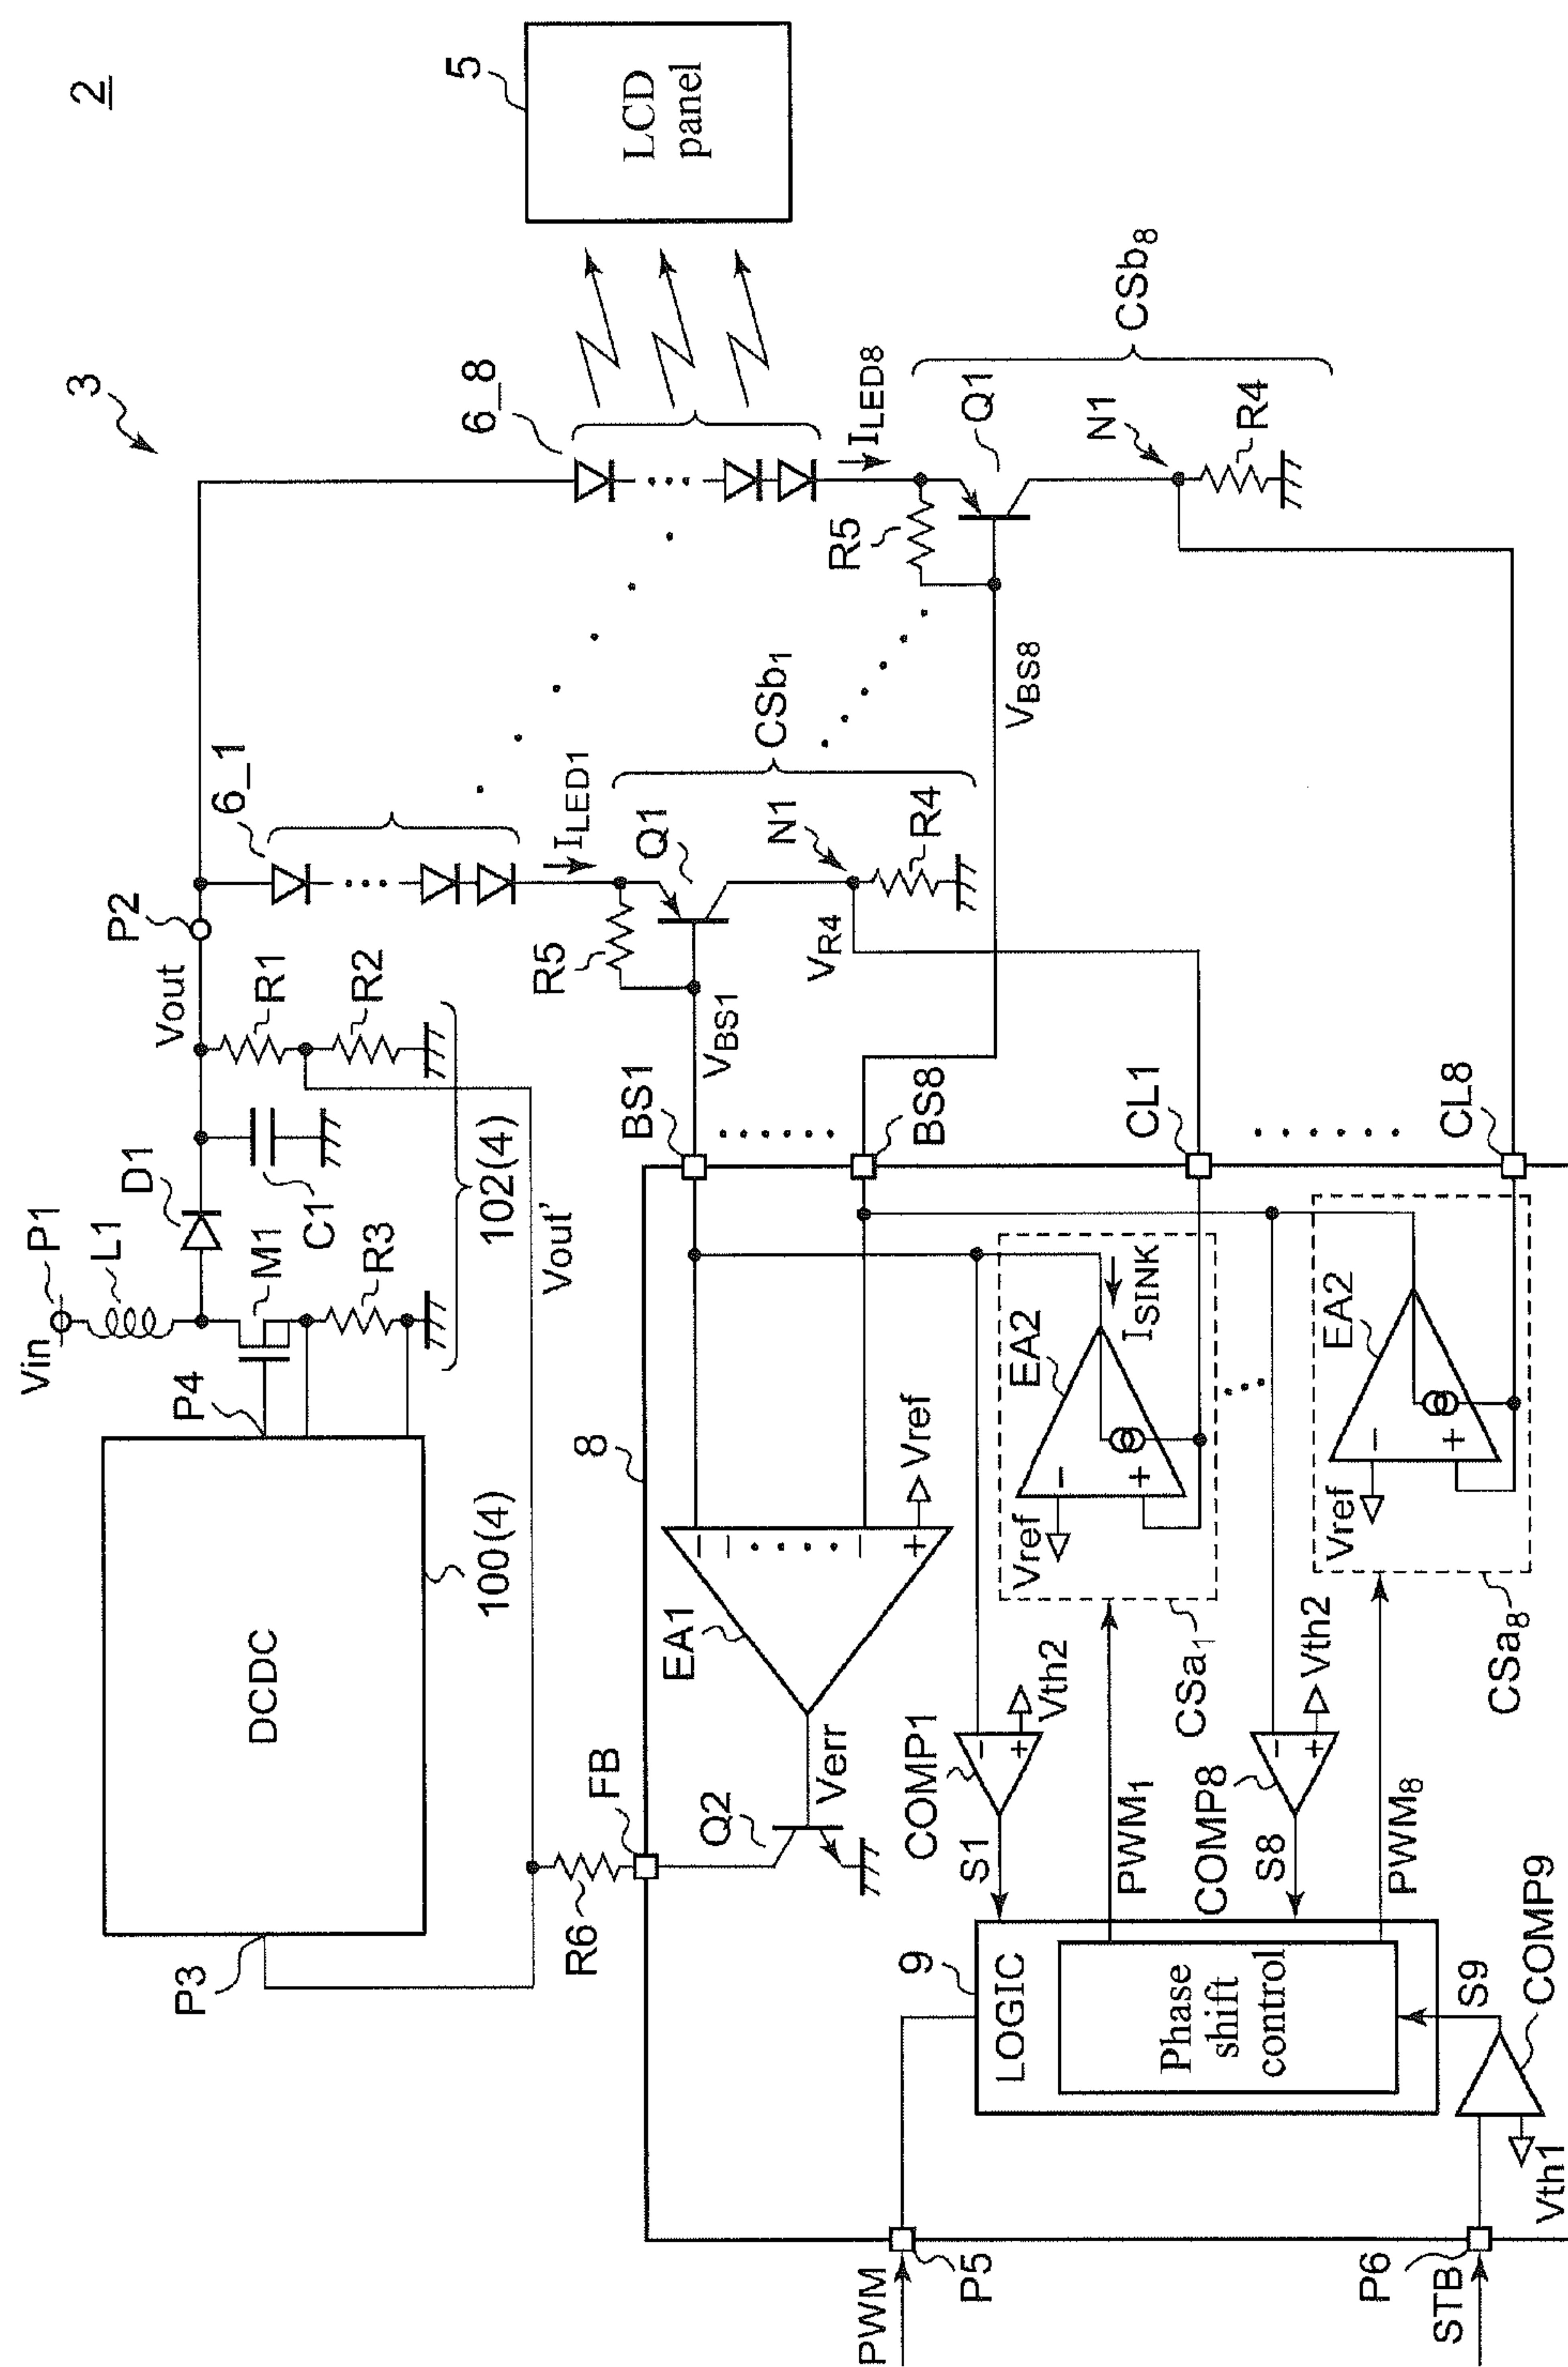 2
3
5
LCD
panel
6_8
I_LED8
CSb₈
Q1
N1
R4
R5
V_BS8
6_1
I_LED1
CSb₁
Q1
N1
R4
R5
V_R4
V_BS1
P2
Vout
R1
R2
102(4)
D1
C1
P1
Vin
L1
M1
R3
Vout'
P4
DCDC
100(4)
P3
R6
FB
8
BS1
BS8
CL1
CL8
EA1
Vref
Q2
Verr
EA2
I_SINK
Vref
CSa₁
EA2
Vref
CSa₈
COMP1
Vth2
S1
PWM₁
COMP8
Vth2
S8
PWM₈
9
LOGIC
Phase
shift
control
S9
COMP9
Vth1
PWM
P5
P6
STB